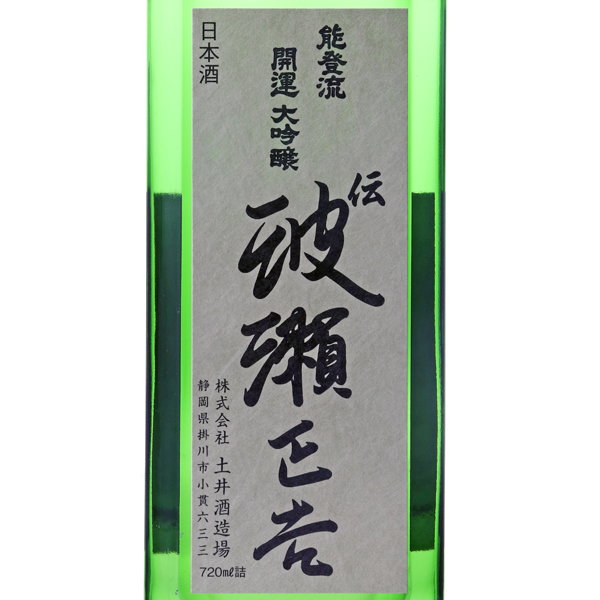 能登流
開運 大吟醸
伝
波瀬正吉
日本酒
株式会社 土井酒造場
静岡県掛川市小貫六三三
720㎖詰